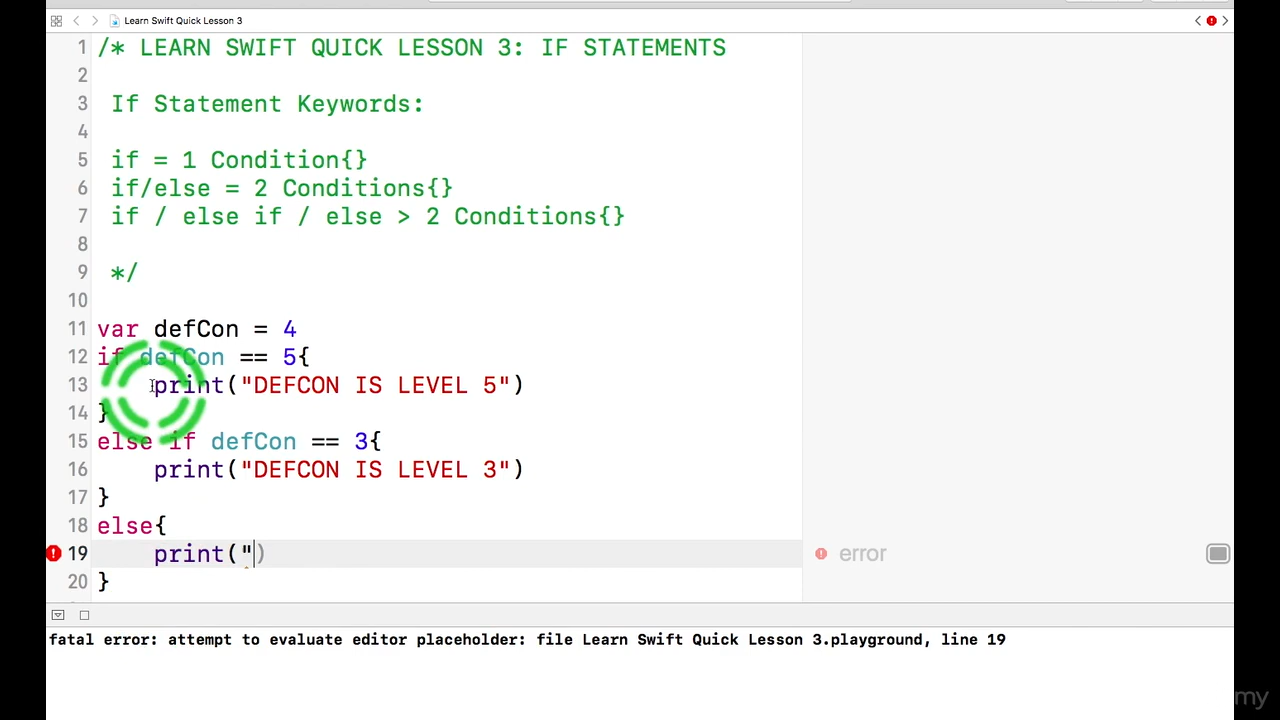 Learn Swift Quick Lesson 3
1 /* LEARN SWIFT QUICK LESSON 3: IF STATEMENTS
2
3 If Statement Keywords:
4
5 if = 1 Condition{}
6 if/else = 2 Conditions{}
7 if / else if / else > 2 Conditions{}
8
9 */
10
11 var defCon = 4
12 if defCon == 5{
13 print("DEFCON IS LEVEL 5")
14 }
15 else if defCon == 3{
16 print("DEFCON IS LEVEL 3")
17 }
18 else{
19 print(") error
20 }
fatal error: attempt to evaluate editor placeholder: file Learn Swift Quick Lesson 3.playground, line 19
my